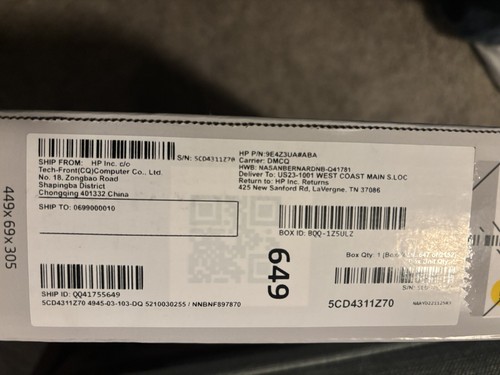 SHIP FROM: HP Inc. c/o
Tech-Front(CQ)Computer Co., Ltd.
No. 18, Zongbao Road
Shapingba District
Chongqing 401332 China
S/N: 5CD4311Z70
HP P/N:9E4Z3UA#ABA
Carrier: DMCQ
HWB: NASANBERNARDNB-Q41781
Deliver To: US23-1001 WEST COAST MAIN S.LOC
Return to: HP Inc. Returns
425 New Sanford Rd, LaVergne, TN 37086
SHIP TO: 0699000010
BOX ID: BQQ-1Z5ULZ
Box Qty: 1
649
SHIP ID: QQ41755649
5CD4311Z70
5CD4311Z70 4945-03-103-DQ 5210030255 / NNBNF897870
449x69x305